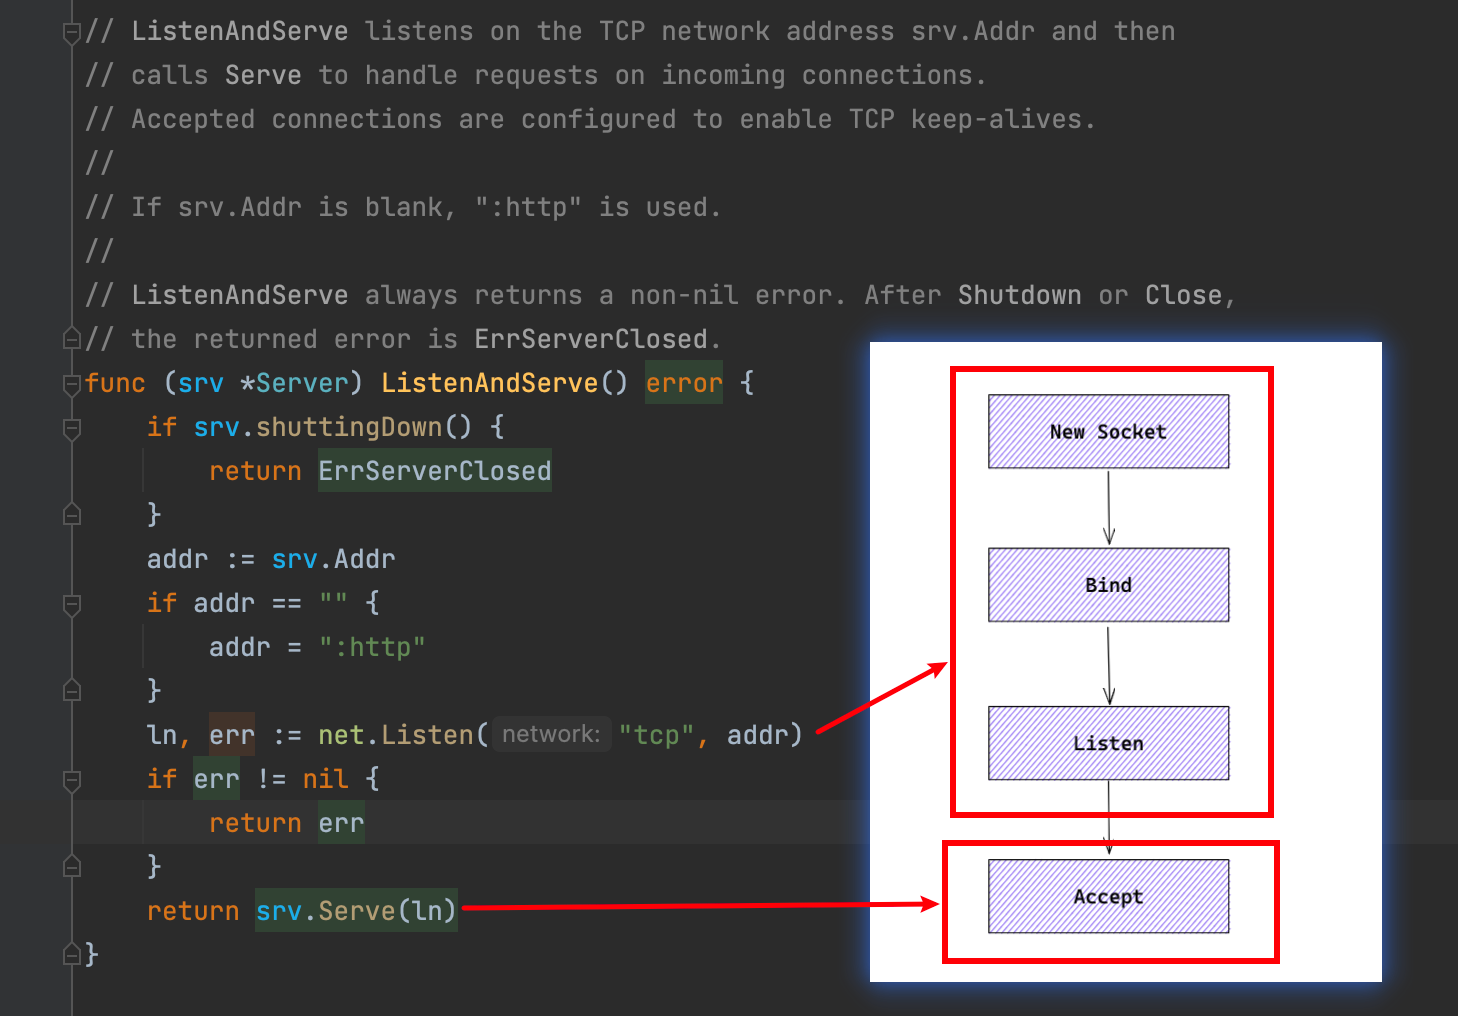 // ListenAndServe listens on the TCP network address srv.Addr and then
// calls Serve to handle requests on incoming connections.
// Accepted connections are configured to enable TCP keep-alives.
//
// If srv.Addr is blank, ":http" is used.
//
// ListenAndServe always returns a non-nil error. After Shutdown or Close,
// the returned error is ErrServerClosed.
func (srv *Server) ListenAndServe() error {
    if srv.shuttingDown() {
        return ErrServerClosed
    }
    addr := srv.Addr
    if addr == "" {
        addr = ":http"
    }
    ln, err := net.Listen( network: "tcp", addr)
    if err != nil {
        return err
    }
    return srv.Serve(ln)
}
New Socket
Bind
Listen
Accept